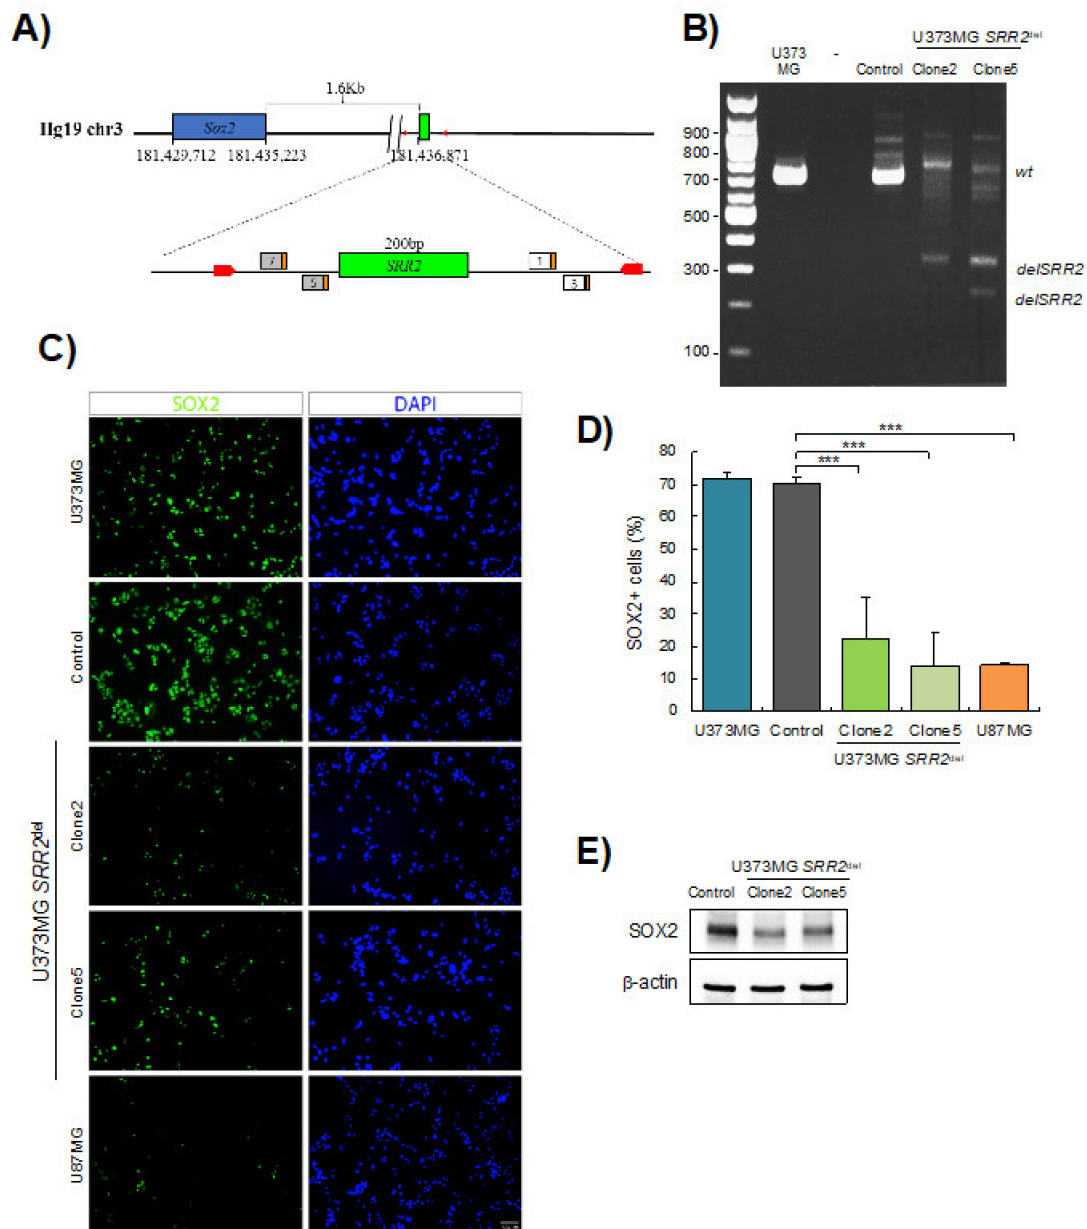 A)
1.6Kb
Hg19 chr3
Sox2
181,429,712
181,435,223
181,436,871
200bp
SRR2
7
5
1
3
B)
U373MG SRR2del
U373
MG
-
Control
Clone2
Clone5
900 -
800 -
700 -
500 -
300 -
100 -
wt
delSRR2
delSRR2
C)
SOX2
DAPI
U373MG
Control
U373MG SRR2del
Clone2
Clone5
U87MG
D)
***
***
***
SOX2+ cells (%)
80
70
60
50
40
30
20
10
0
U373MG
Control
Clone2
Clone5
U87MG
U373MG SRR2del
E)
U373MG SRR2del
Control
Clone2
Clone5
SOX2
β-actin